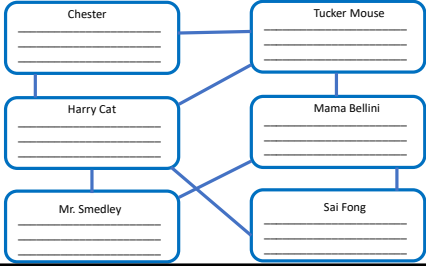 Chester
Tucker Mouse
Harry Cat
Mama Bellini
Mr. Smedley
Sai Fong